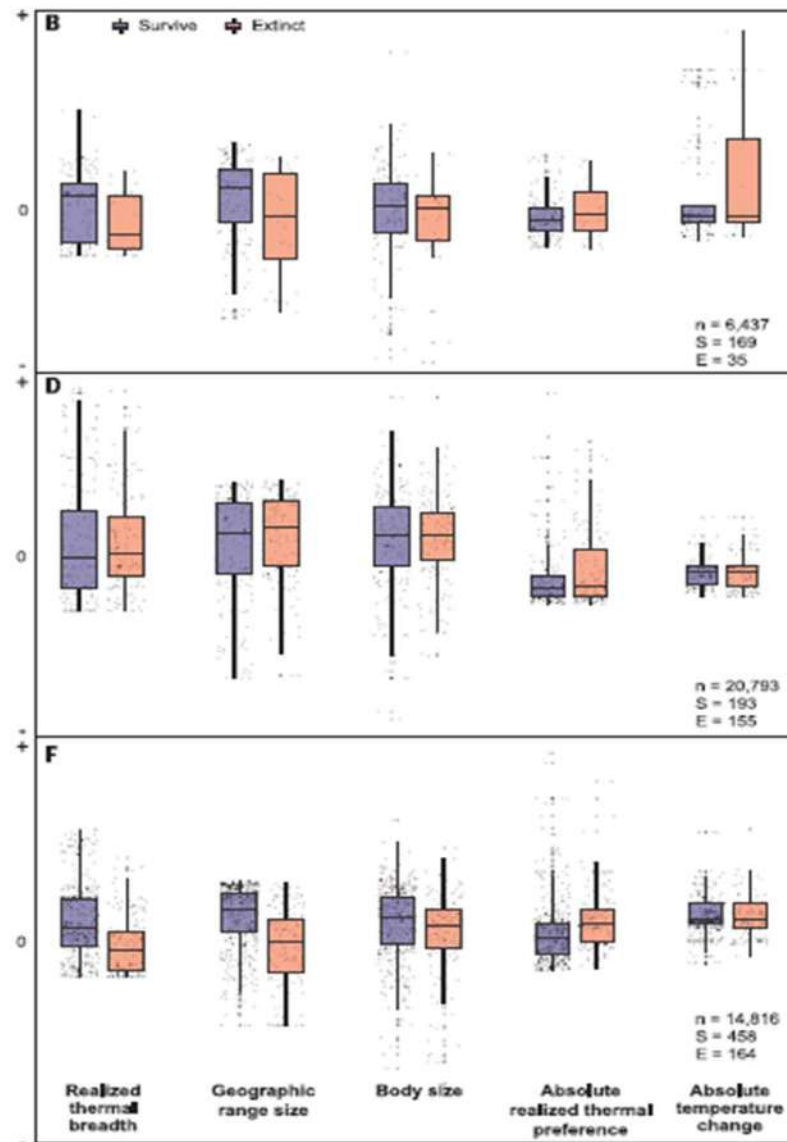 +
B Survive Extinct
0
n = 6,437
S = 169
E = 35
-
+
D
0
n = 20,793
S = 193
E = 155
-
+
F
0
n = 14,816
S = 458
E = 164
Realized
thermal
breadth
Geographic
range size
Body size
Absolute
realized thermal
preference
Absolute
temperature
change
-